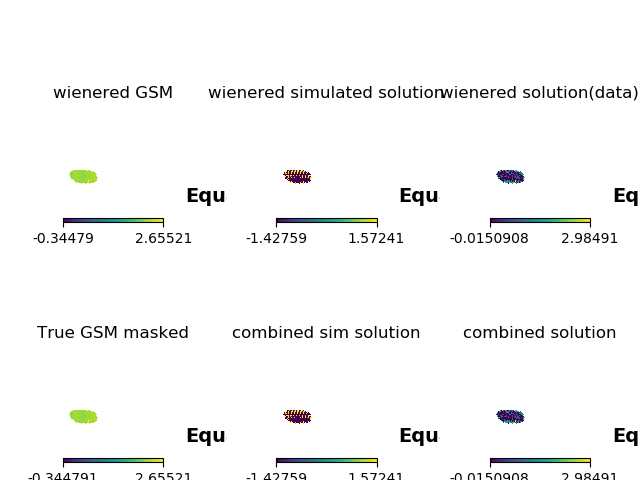 wienered GSM
wienered simulated solution
wienered solution(data)
Equ
Equ
Eq
-0.34479 2.65521
-1.42759 1.57241
-0.0150908 2.98491
True GSM masked
combined sim solution
combined solution
Equ
Equ
Eq
-0.344791 2.65521
-1.42759 1.57241
-0.0150908 2.98491